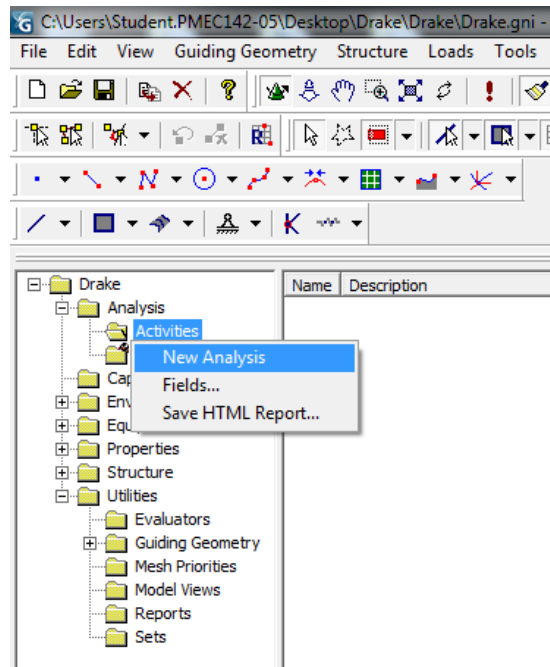 C:\Users\Student.PMEC142-05\Desktop\Drake\Drake\Drake.gni -
File Edit View Guiding Geometry Structure Loads Tools
Drake
Analysis
Activities
New Analysis
Fields...
Save HTML Report...
Cap
Env
Equ
Properties
Structure
Utilities
Evaluators
Guiding Geometry
Mesh Priorities
Model Views
Reports
Sets
Name Description